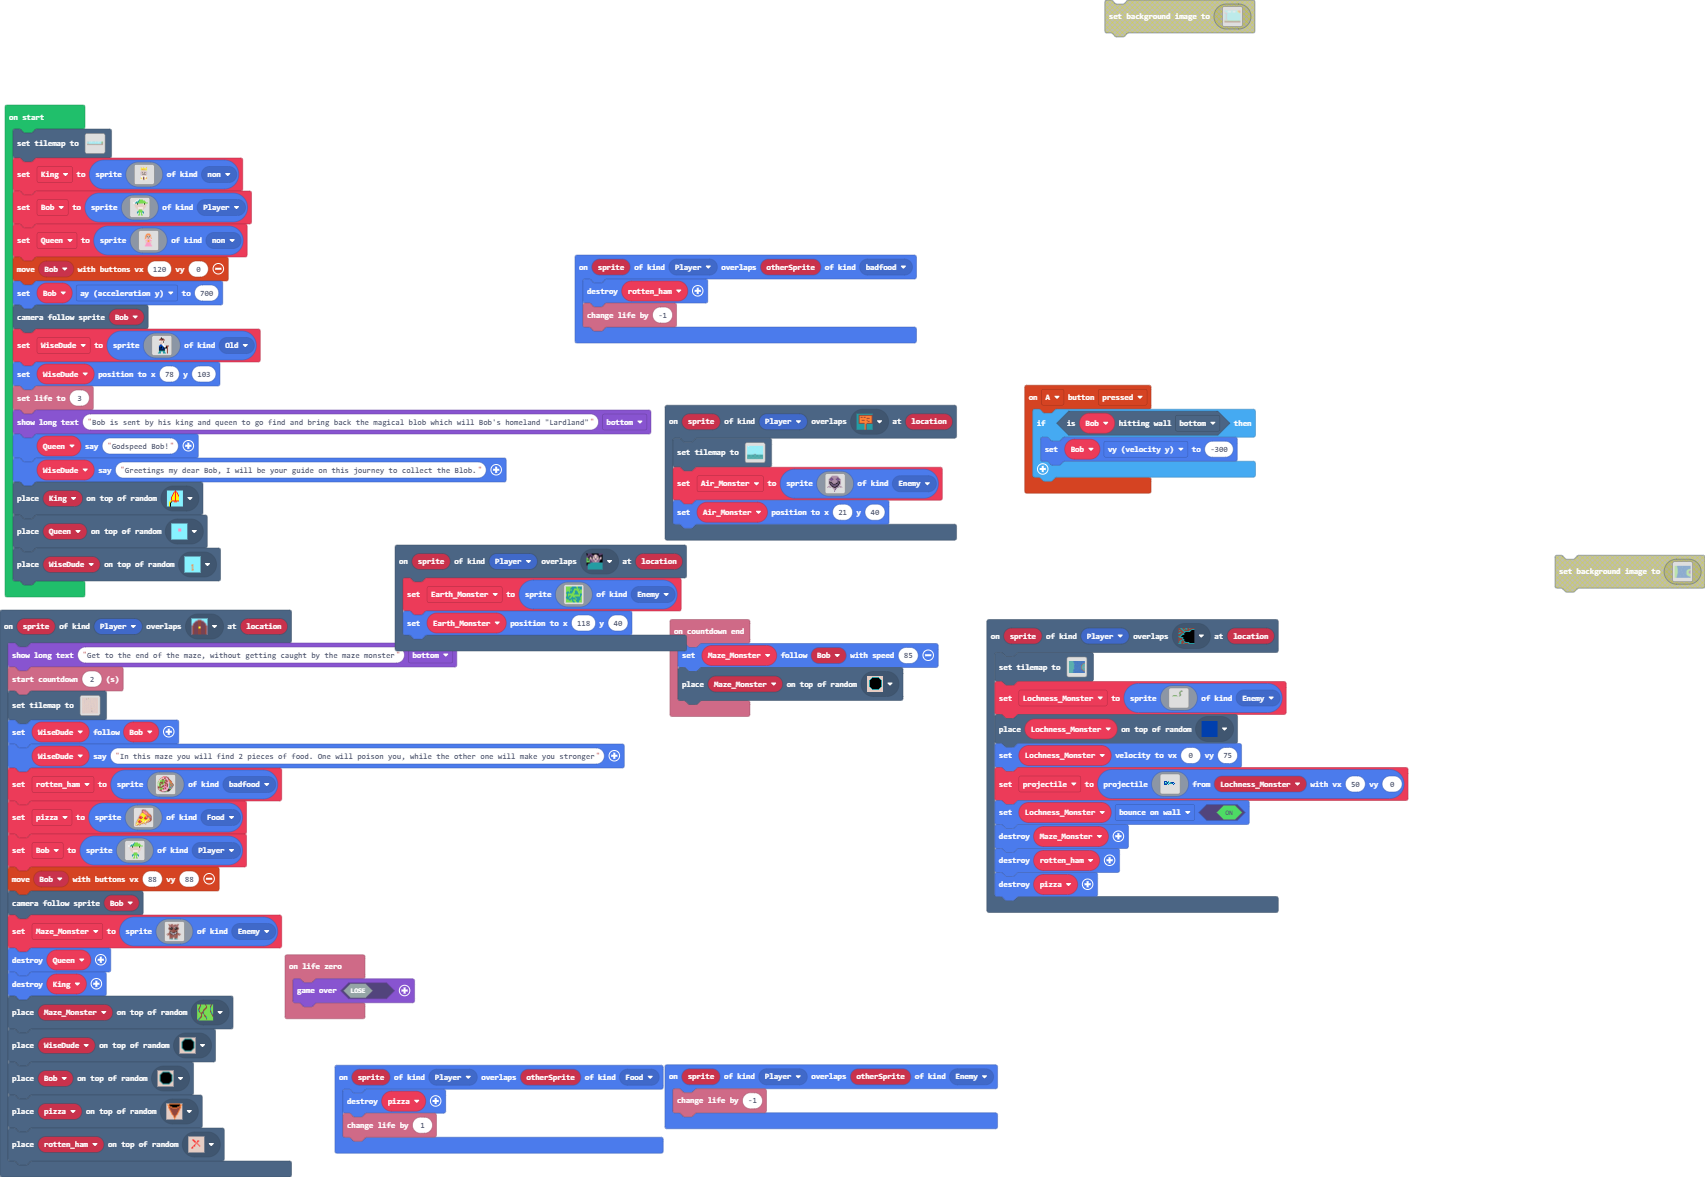 set background image to
on start
set tilemap to
set King to sprite of kind non
set Bob to sprite of kind Player
set Queen to sprite of kind non
move Bob with buttons vx 120 vy 0
set Bob ay (acceleration y) to 700
camera follow sprite Bob
set WiseDude to sprite of kind Old
set WiseDude position to x 78 y 103
set life to 3
show long text "Bob is sent by his king and queen to go find and bring back the magical blob which will Bob's homeland "Lardland"" bottom
Queen say "Godspeed Bob!"
WiseDude say "Greetings my dear Bob, I will be your guide on this journey to collect the Blob."
place King on top of random
place Queen on top of random
place WiseDude on top of random
on sprite of kind Player overlaps otherSprite of kind badfood
destroy rotten_ham
change life by -1
on sprite of kind Player overlaps at location
set tilemap to
set Air_Monster to sprite of kind Enemy
set Air_Monster position to x 21 y 40
on A button pressed
if is Bob hitting wall bottom then
set Bob vy (velocity y) to -300
set background image to
on sprite of kind Player overlaps at location
set Earth_Monster to sprite of kind Enemy
set Earth_Monster position to x 118 y 40
on countdown end
set Maze_Monster follow Bob with speed 85
place Maze_Monster on top of random
on sprite of kind Player overlaps at location
show long text "Get to the end of the maze, without getting caught by the maze monster" bottom
start countdown 2 (s)
set tilemap to
set WiseDude follow Bob
WiseDude say "In this maze you will find 2 pieces of food. One will poison you, while the other one will make you stronger"
set rotten_ham to sprite of kind badfood
set pizza to sprite of kind Food
set Bob to sprite of kind Player
move Bob with buttons vx 88 vy 88
camera follow sprite Bob
set Maze_Monster to sprite of kind Enemy
destroy Queen
destroy King
place Maze_Monster on top of random
place WiseDude on top of random
place Bob on top of random
place pizza on top of random
place rotten_ham on top of random
on sprite of kind Player overlaps at location
set tilemap to
set Lochness_Monster to sprite of kind Enemy
place Lochness_Monster on top of random
set Lochness_Monster velocity to vx 0 vy 75
set projectile to projectile from Lochness_Monster with vx 50 vy 0
set Lochness_Monster bounce on wall ON
destroy Maze_Monster
destroy rotten_ham
destroy pizza
on life zero
game over LOSE
on sprite of kind Player overlaps otherSprite of kind Food
destroy pizza
change life by 1
on sprite of kind Player overlaps otherSprite of kind Enemy
change life by -1